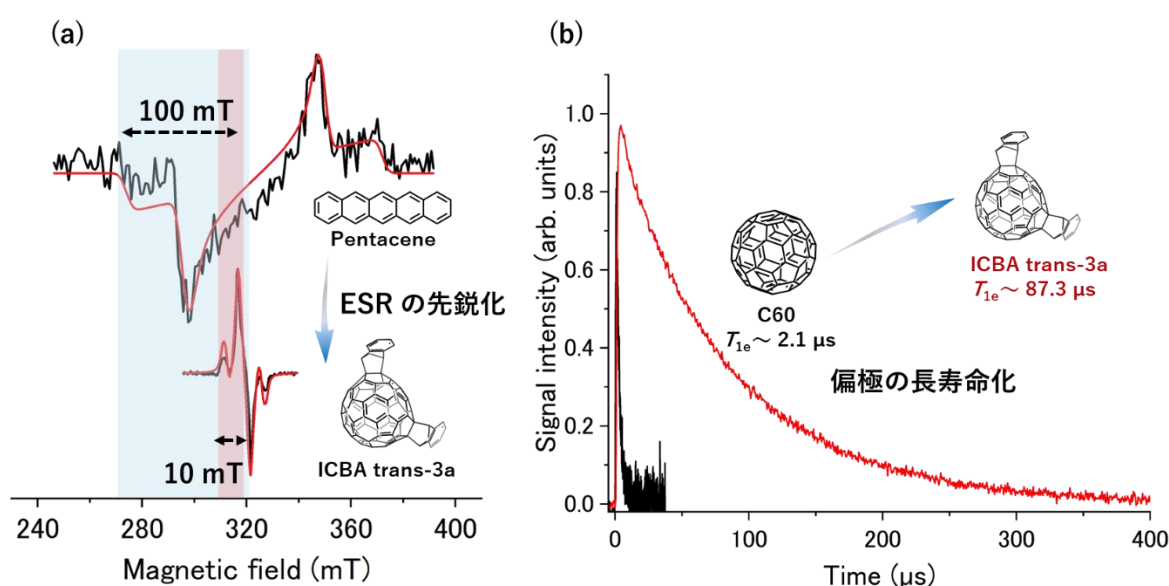 (a)
100 mT
Pentacene
ESR の先鋭化
10 mT
ICBA trans-3a
240
280
320
360
400
Magnetic field (mT)
(b)
Signal intensity (arb. units)
1.0
0.8
0.6
0.4
0.2
0.0
C60
T1e～ 2.1 μs
ICBA trans-3a
T1e～ 87.3 μs
偏極の長寿命化
0
100
200
300
400
Time (μs)